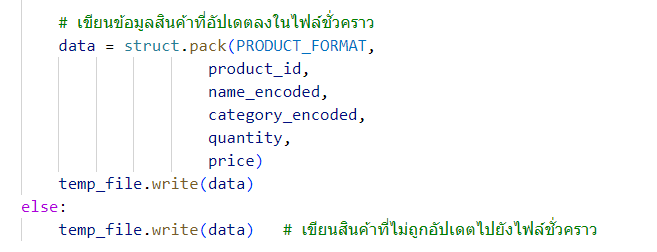 # เขียนข้อมูลสินค้าที่อัปเดตลงในไฟล์ชั่วคราว
data = struct.pack(PRODUCT_FORMAT,
product_id,
name_encoded,
category_encoded,
quantity,
price)
temp_file.write(data)
else:
temp_file.write(data) # เขียนสินค้าที่ไม่ถูกอัปเดตไปยังไฟล์ชั่วคราว